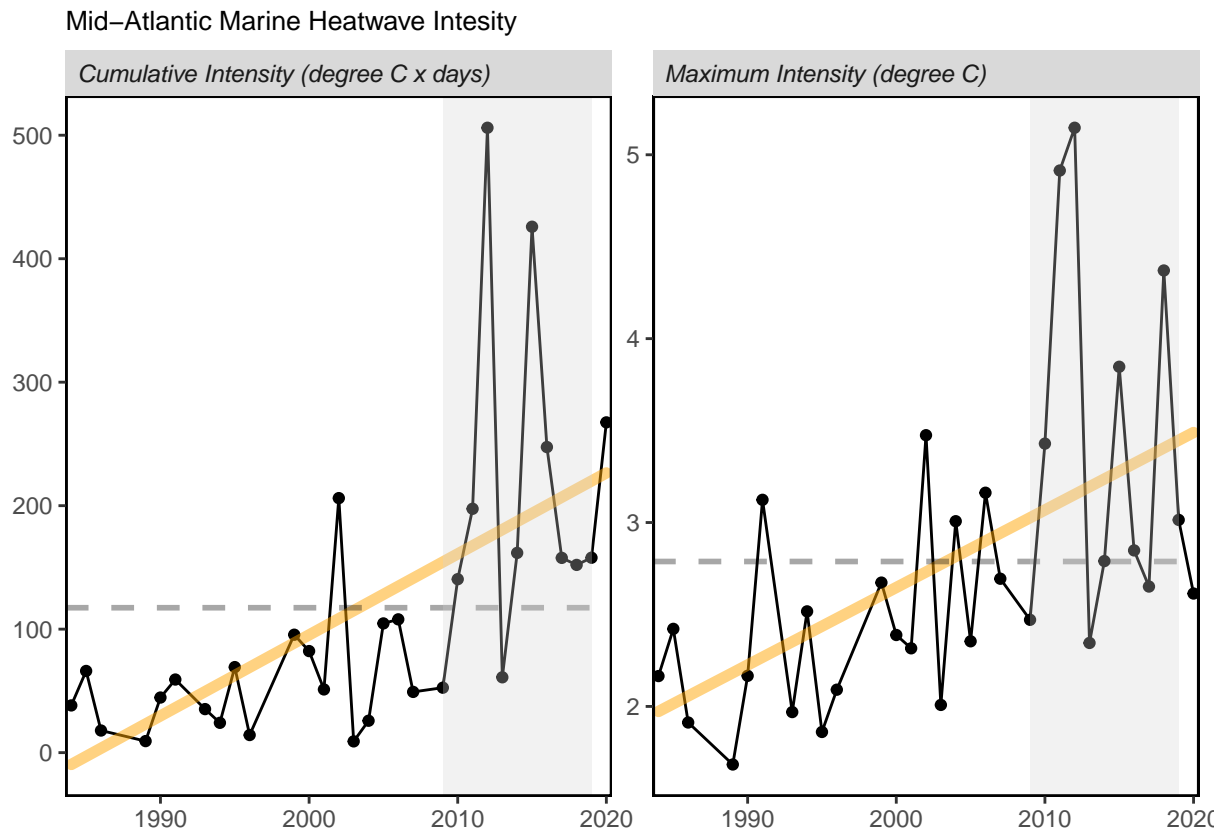 Mid−Atlantic Marine Heatwave Intesity
Cumulative Intensity (degree C x days)
Maximum Intensity (degree C)
500
400
300
200
100
0
5
4
3
2
1990 2000 2010 2020
1990 2000 2010 2020